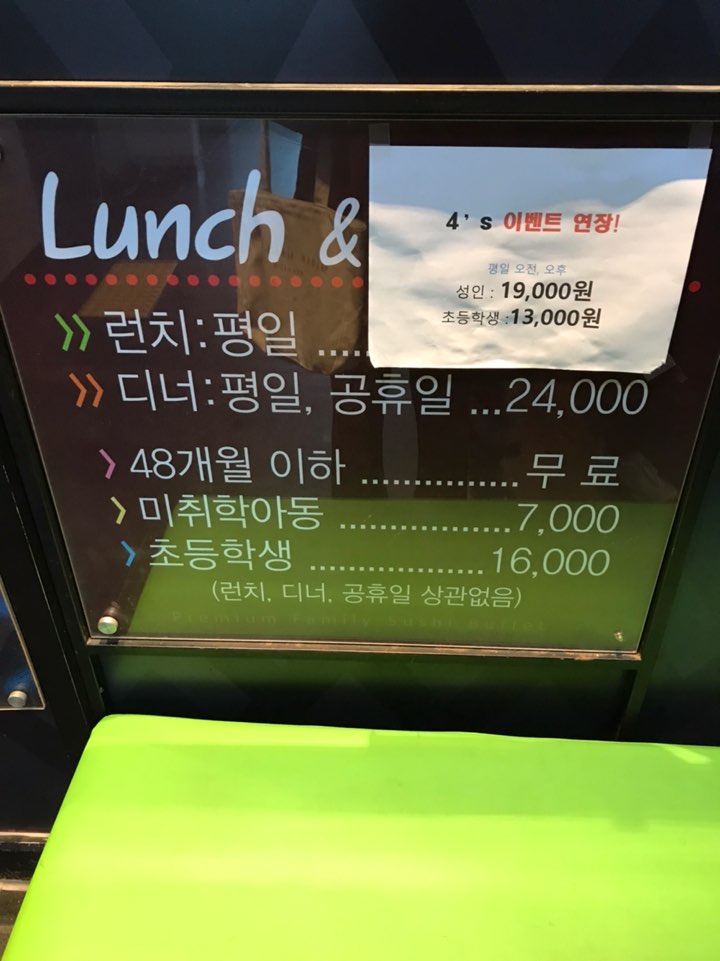 Lunch &
4's 이벤트 연장!
평일 오전, 오후
성인 : 19,000원
초등학생 :13,000원
런치:평일 .....
디너:평일, 공휴일 ...24,000
48개월 이하 ............... 무 료
미취학아동 .................7,000
초등학생 .................16,000
(런치, 디너, 공휴일 상관없음)
Premium Family Sushi Buffet